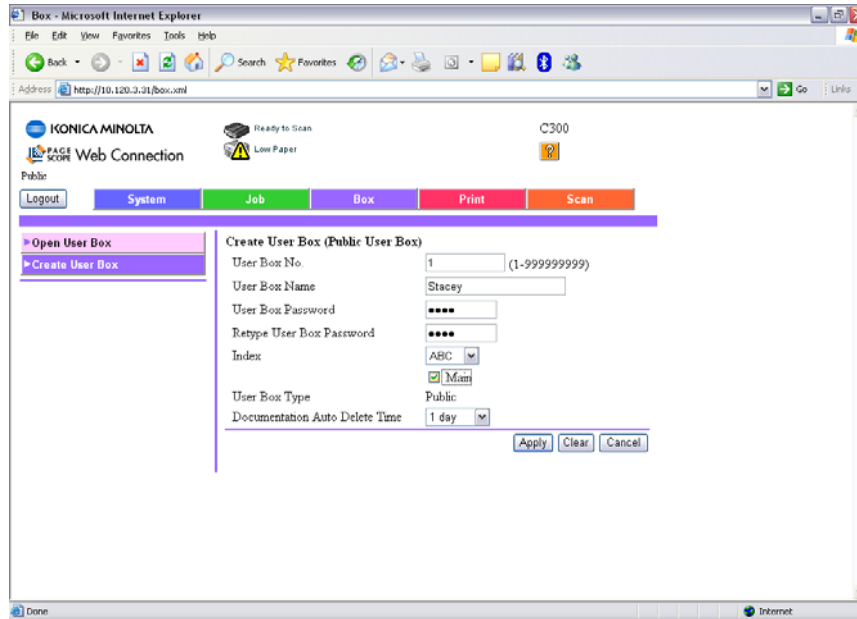 Box - Microsoft Internet Explorer
File Edit View Favorites Tools Help
Back Search Favorites
Address http://10.120.3.31/box.xml Go Links
KONICA MINOLTA Ready to Scan C300
PAGE SCOPE Web Connection Low Paper
Public
Logout System Job Box Print Scan
Open User Box
Create User Box
Create User Box (Public User Box)
User Box No. 1 (1-999999999)
User Box Name Stacey
User Box Password ••••
Retype User Box Password ••••
Index ABC
Main
User Box Type Public
Documentation Auto Delete Time 1 day
Apply Clear Cancel
Done Internet